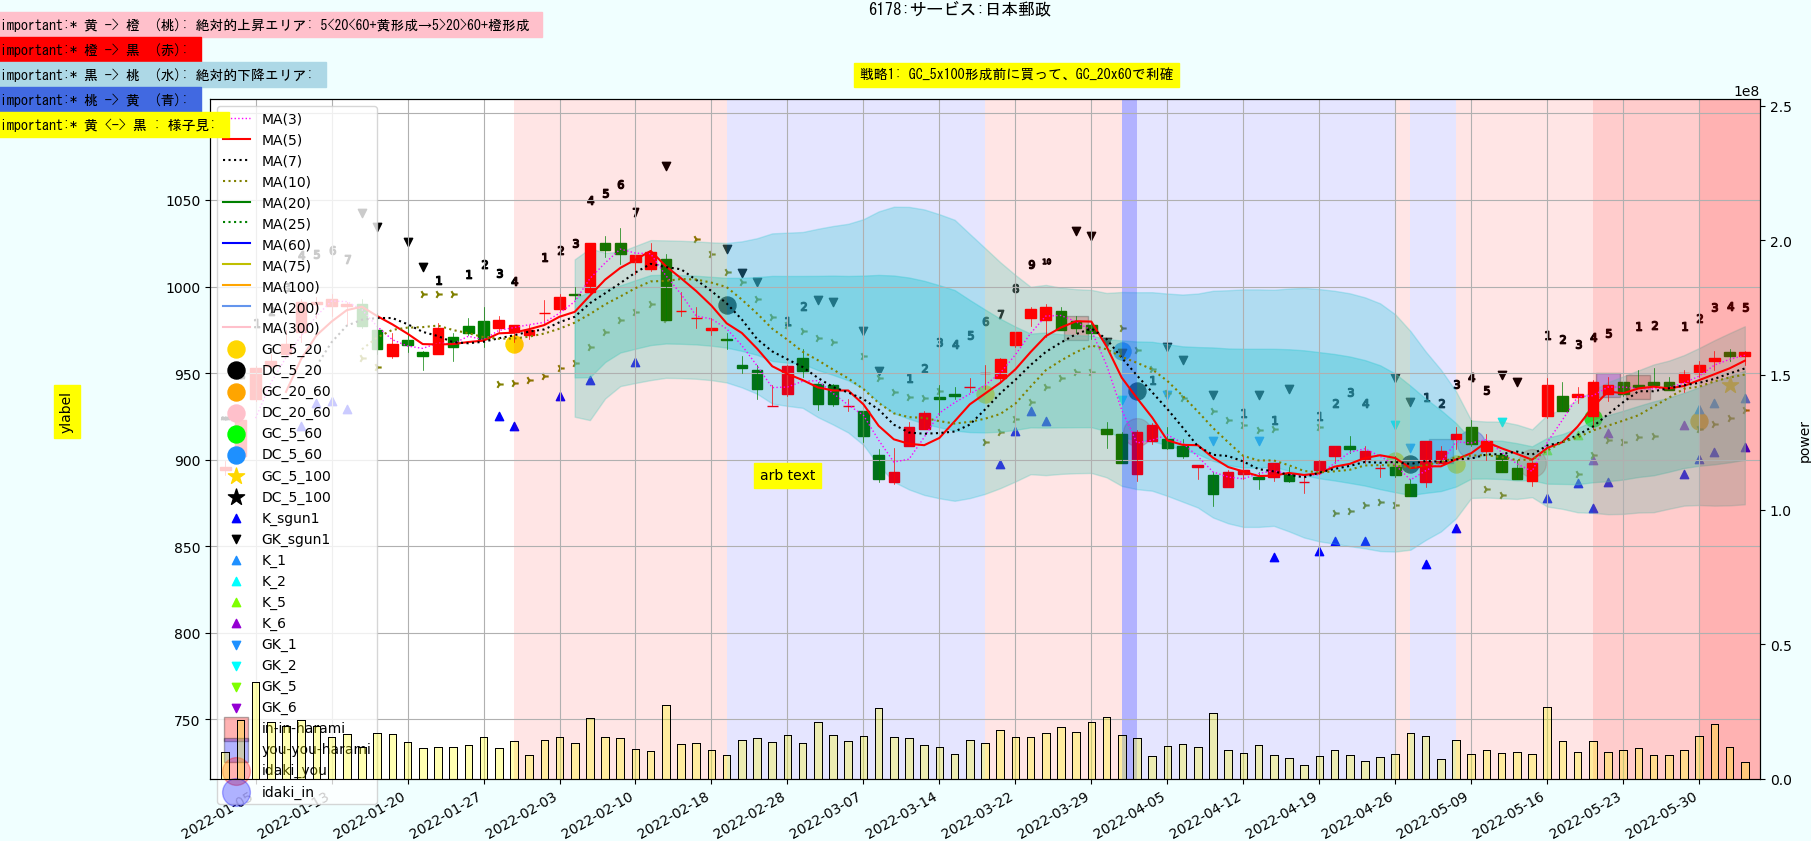 6178:サービス:日本郵政
important:* 黄 -> 橙 (桃): 絶対的上昇エリア: 5<20<60+黄形成→5>20>60+橙形成
important:* 橙 -> 黒 (赤):
important:* 黒 -> 桃 (水): 絶対的下降エリア:
important:* 桃 -> 黄 (青):
important:* 黄 <-> 黒 : 様子見:
戦略1: GC_5x100形成前に買って、GC_20x60で利確
1e8
MA(3)
MA(5)
MA(7)
MA(10)
MA(20)
MA(25)
MA(60)
MA(75)
MA(100)
MA(200)
MA(300)
GC_5_20
DC_5_20
GC_20_60
DC_20_60
GC_5_60
DC_5_60
GC_5_100
DC_5_100
K_sgun1
GK_sgun1
K_1
K_2
K_5
K_6
GK_1
GK_2
GK_5
GK_6
in-in-harami
you-you-harami
idaki_you
idaki_in
1050
1000
950
900
850
800
750
ylabel
arb text
2.5
2.0
1.5
1.0
0.5
0.0
power
2022-01-05
2022-01-13
2022-01-20
2022-01-27
2022-02-03
2022-02-10
2022-02-18
2022-02-28
2022-03-07
2022-03-14
2022-03-22
2022-03-29
2022-04-05
2022-04-12
2022-04-19
2022-04-26
2022-05-09
2022-05-16
2022-05-23
2022-05-30